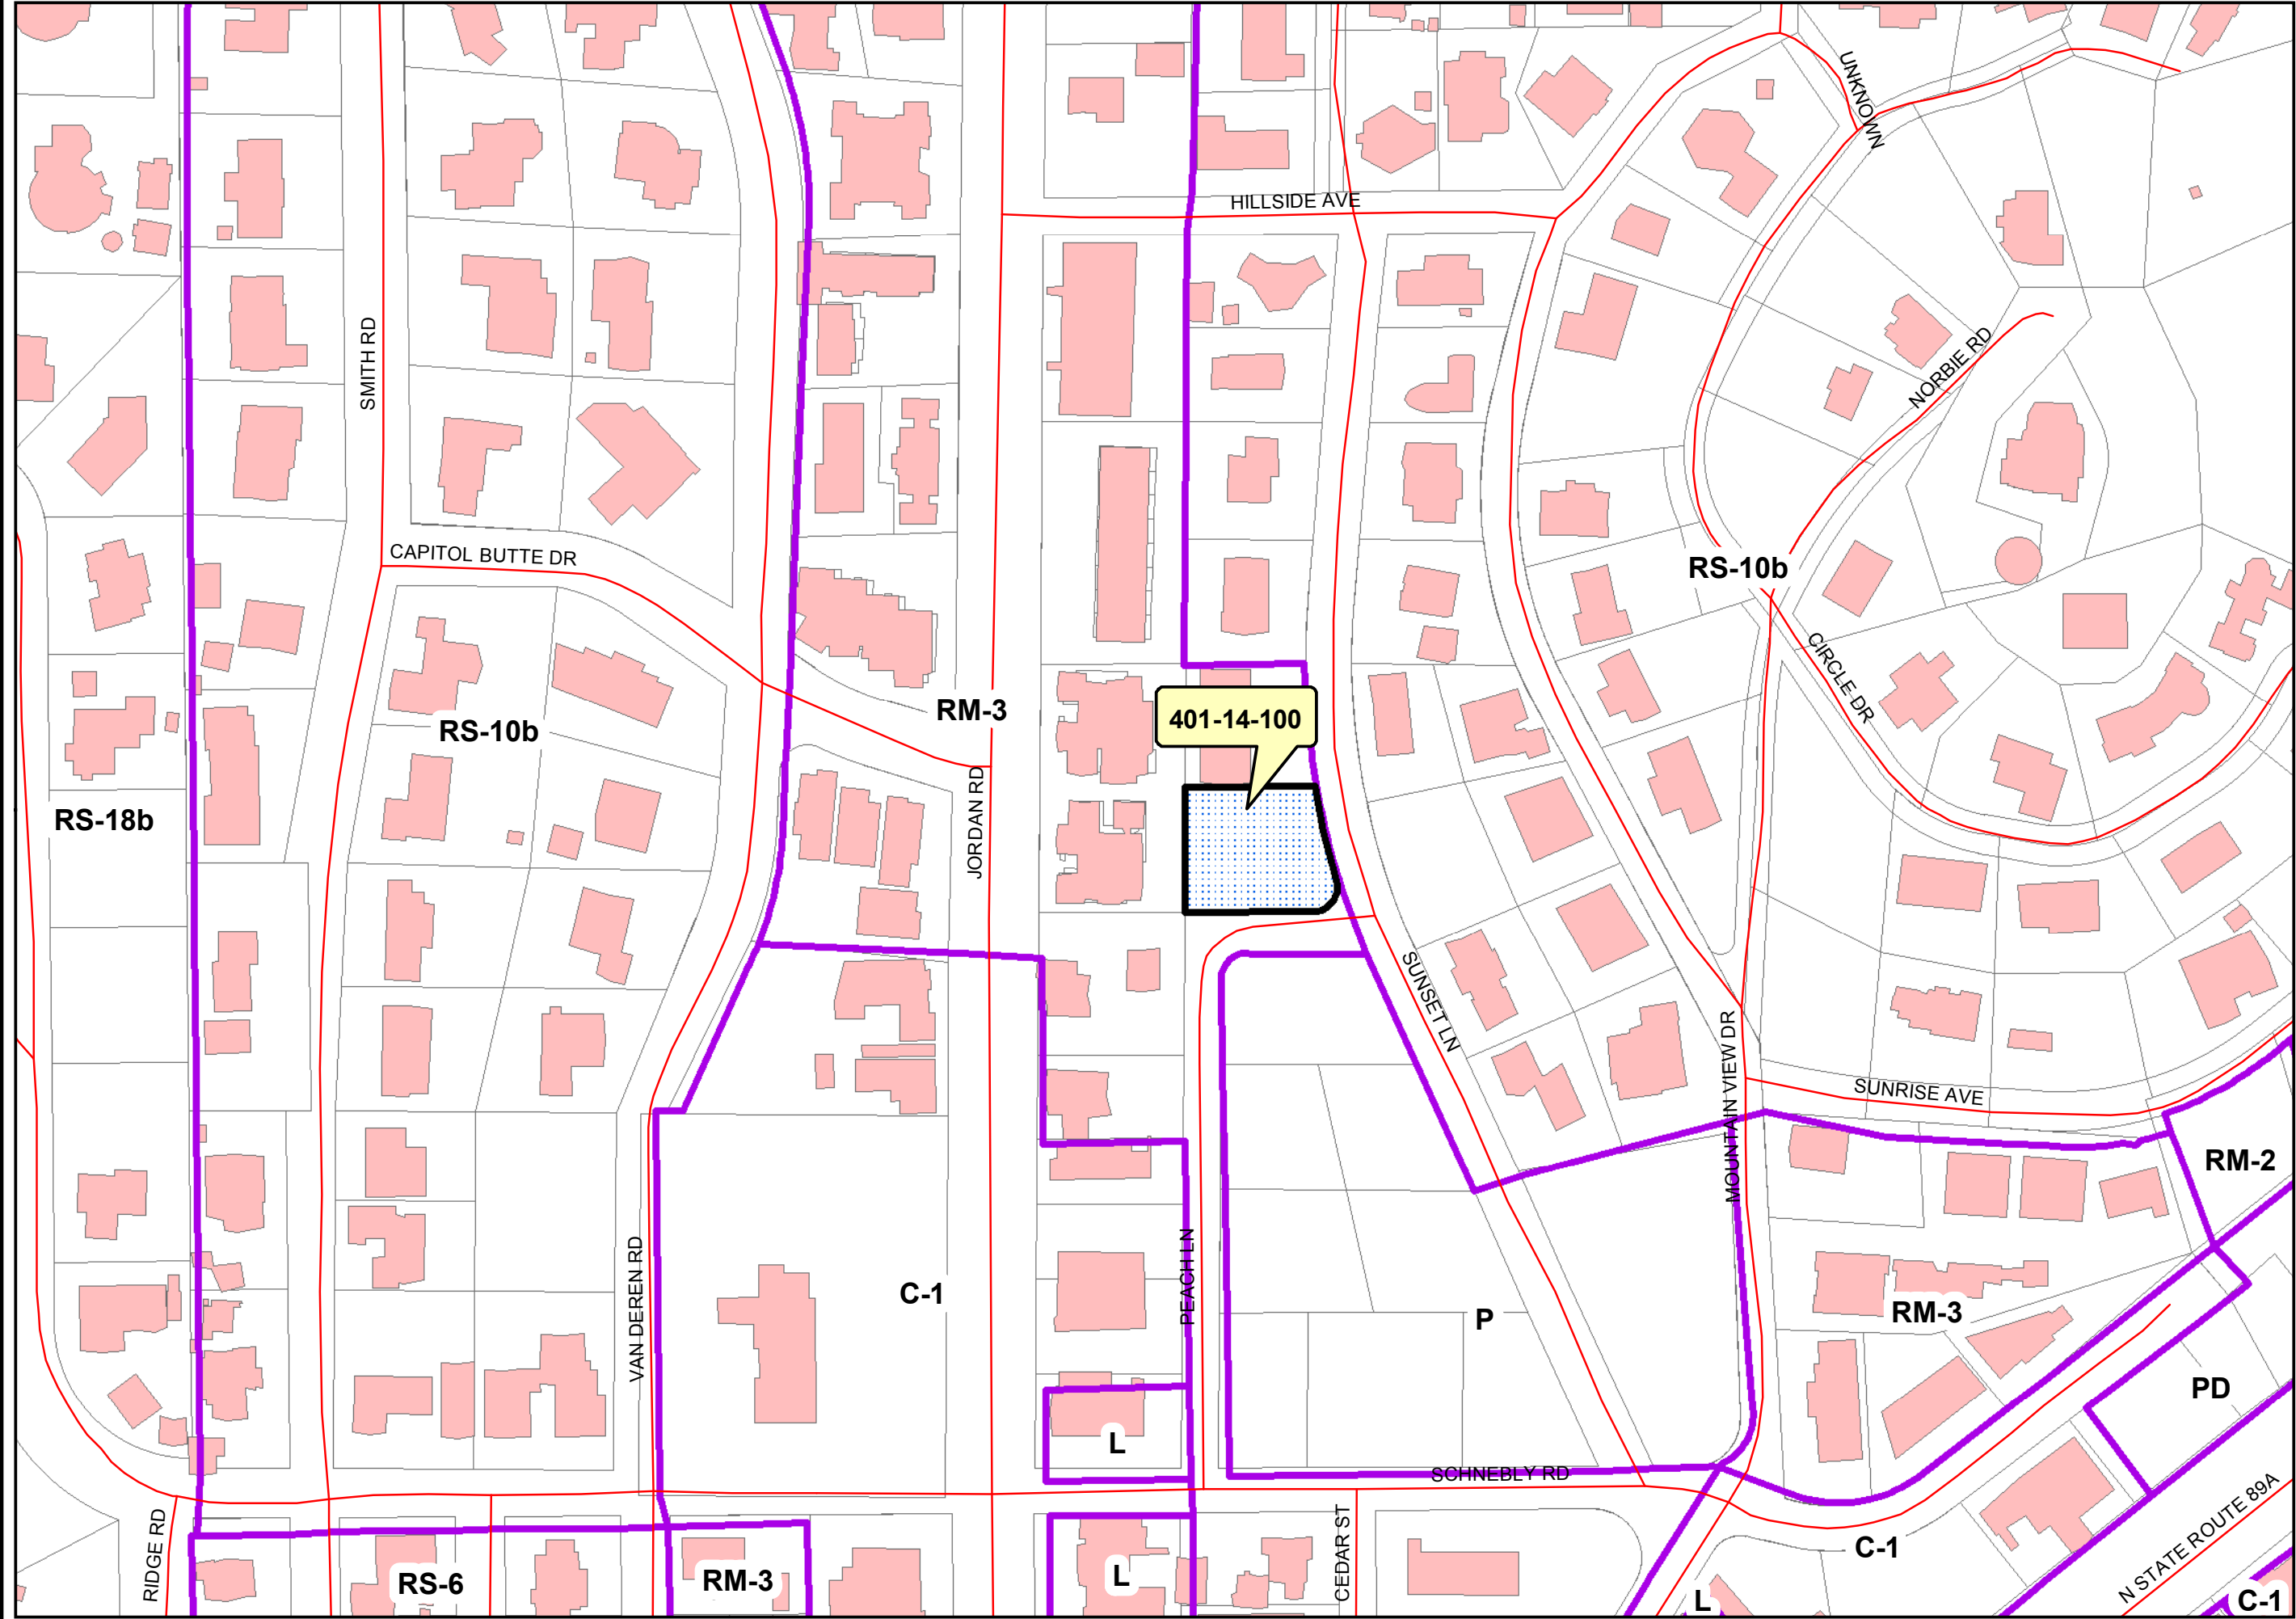 UNKNOWN
HILLSIDE AVE
SMITH RD
NORBIE RD
CAPITOL BUTTE DR
RS-10b
CIRCLE DR
RM-3
401-14-100
RS-10b
JORDAN RD
RS-18b
SUNSET LN
MOUNTAIN VIEW DR
SUNRISE AVE
RM-2
VAN DEREN RD
C-1
PEACH LN
P
RM-3
PD
L
SCHNEBLY RD
RIDGE RD
RS-6
RM-3
L
CEDAR ST
C-1
N STATE ROUTE 89A
L
C-1